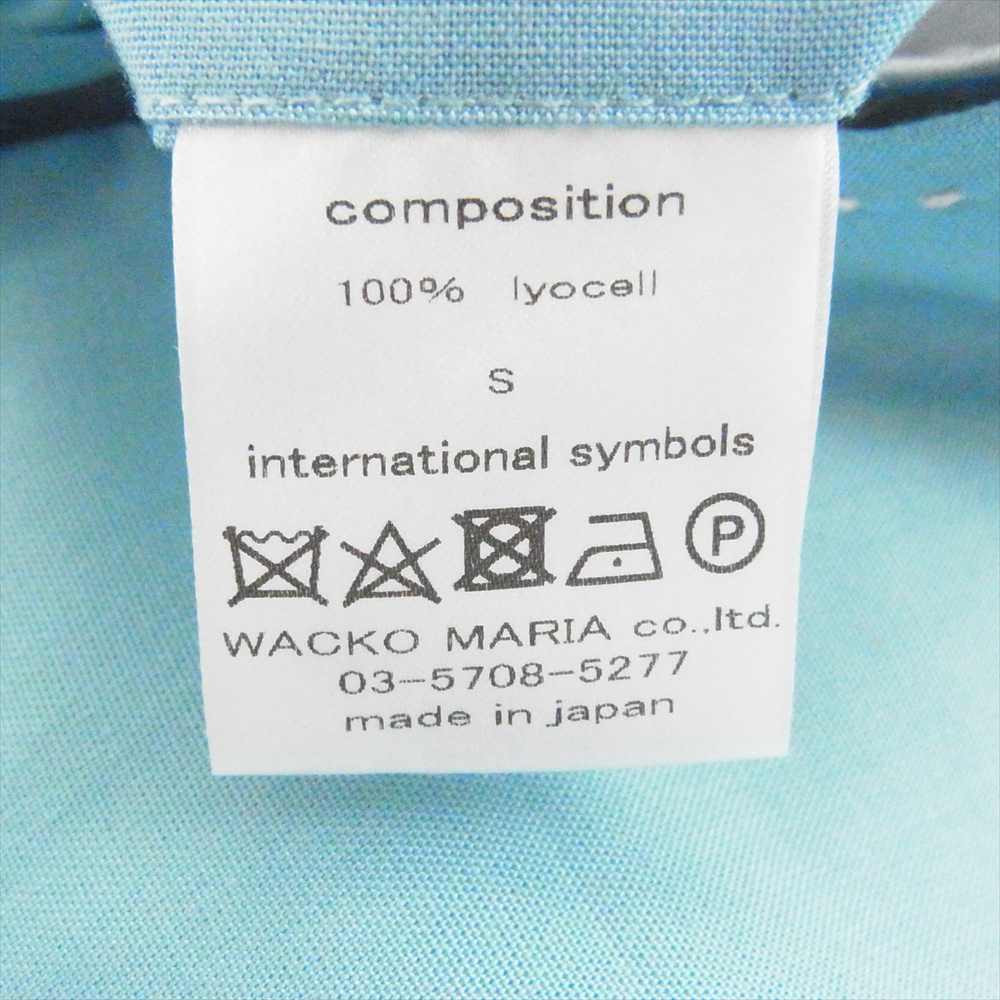 composition
100% lyocell
S
international symbols
P
WACKO MARIA co.,ltd.
03-5708-5277
made in japan